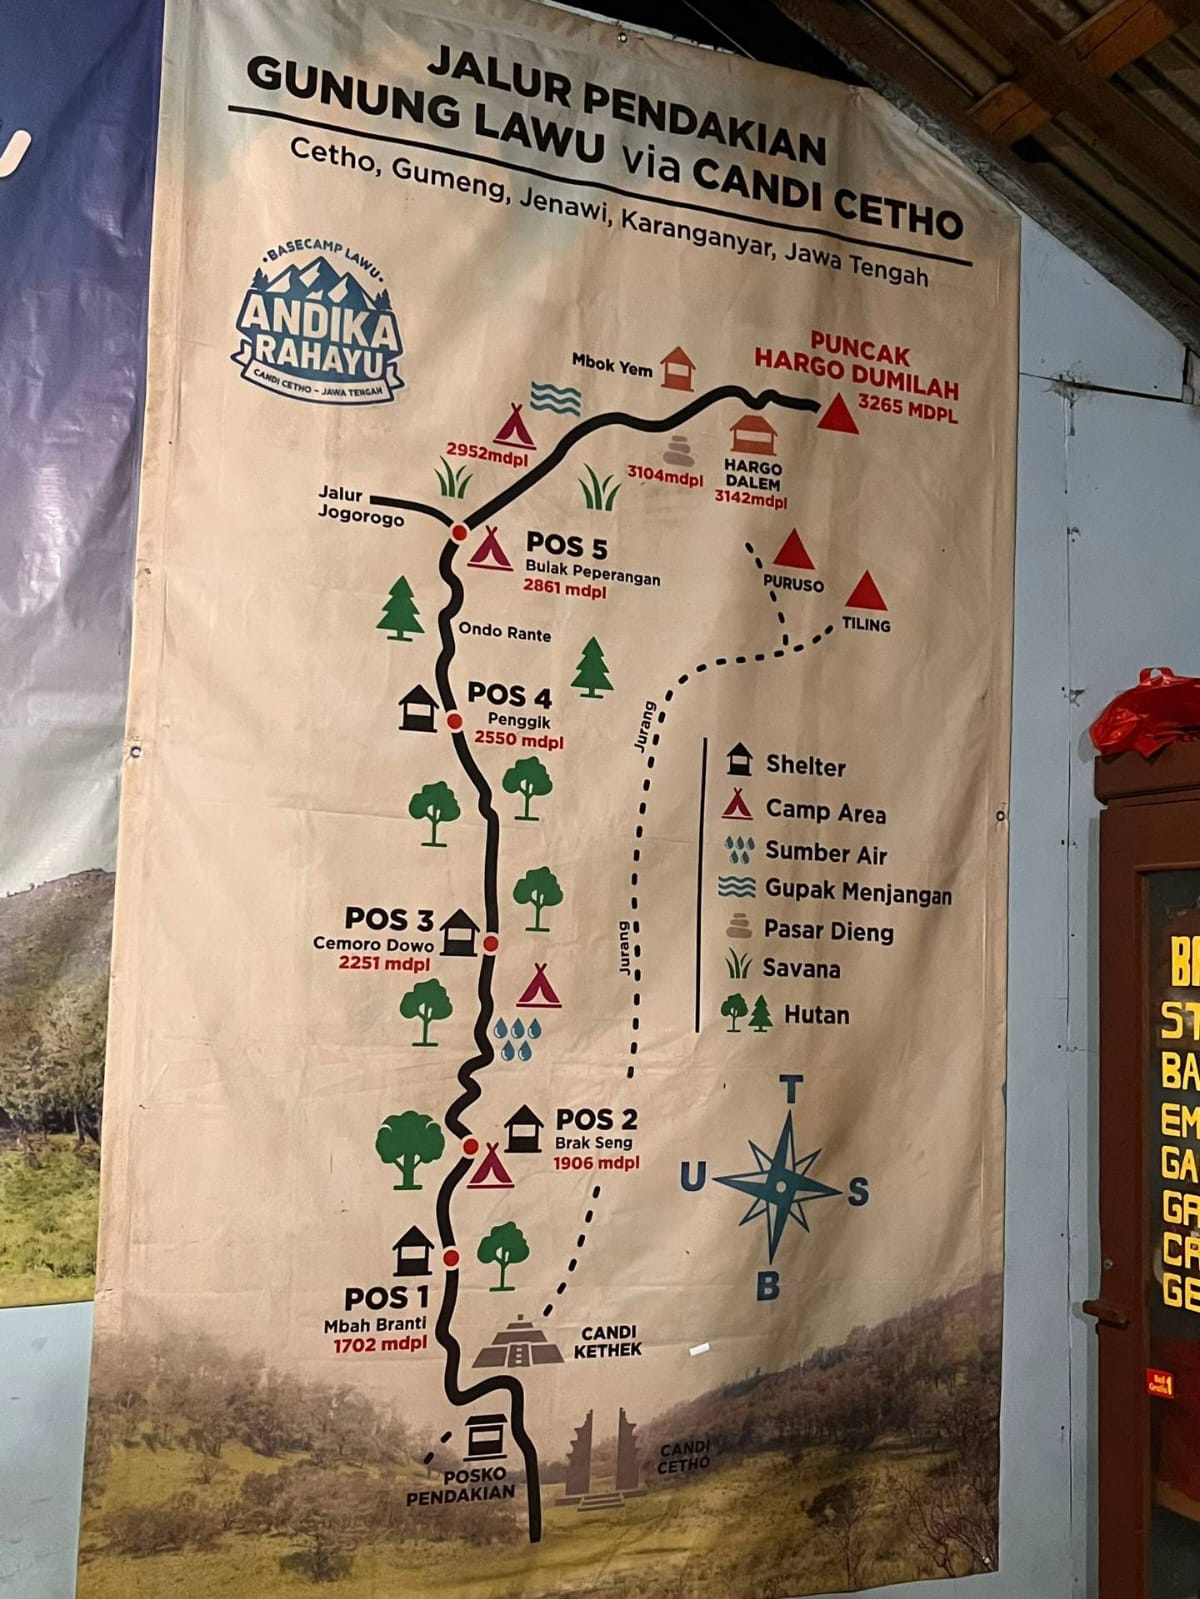 JALUR PENDAKIAN
GUNUNG LAWU via CANDI CETHO
Cetho, Gumeng, Jenawi, Karanganyar, Jawa Tengah
•BASECAMP LAWU•
ANDIKA
RAHAYU
CANDI CETHO - JAWA TENGAH
PUNCAK
HARGO DUMILAH
3265 MDPL
Mbok Yem
2952mdpl
3104mdpl
HARGO
DALEM
3142mdpl
Jalur
Jogorogo
POS 5
Bulak Peperangan
2861 mdpl
PURUSO
TILING
Ondo Rante
POS 4
Penggik
2550 mdpl
Jurang
Shelter
Camp Area
Sumber Air
Gupak Menjangan
Pasar Dieng
Savana
Hutan
POS 3
Cemoro Dowo
2251 mdpl
Jurang
POS 2
Brak Seng
1906 mdpl
T
U
S
B
POS 1
Mbah Branti
1702 mdpl
CANDI
KETHEK
CANDI
CETHO
POSKO
PENDAKIAN
ST
BA
EM
GA
GA
CA
GE